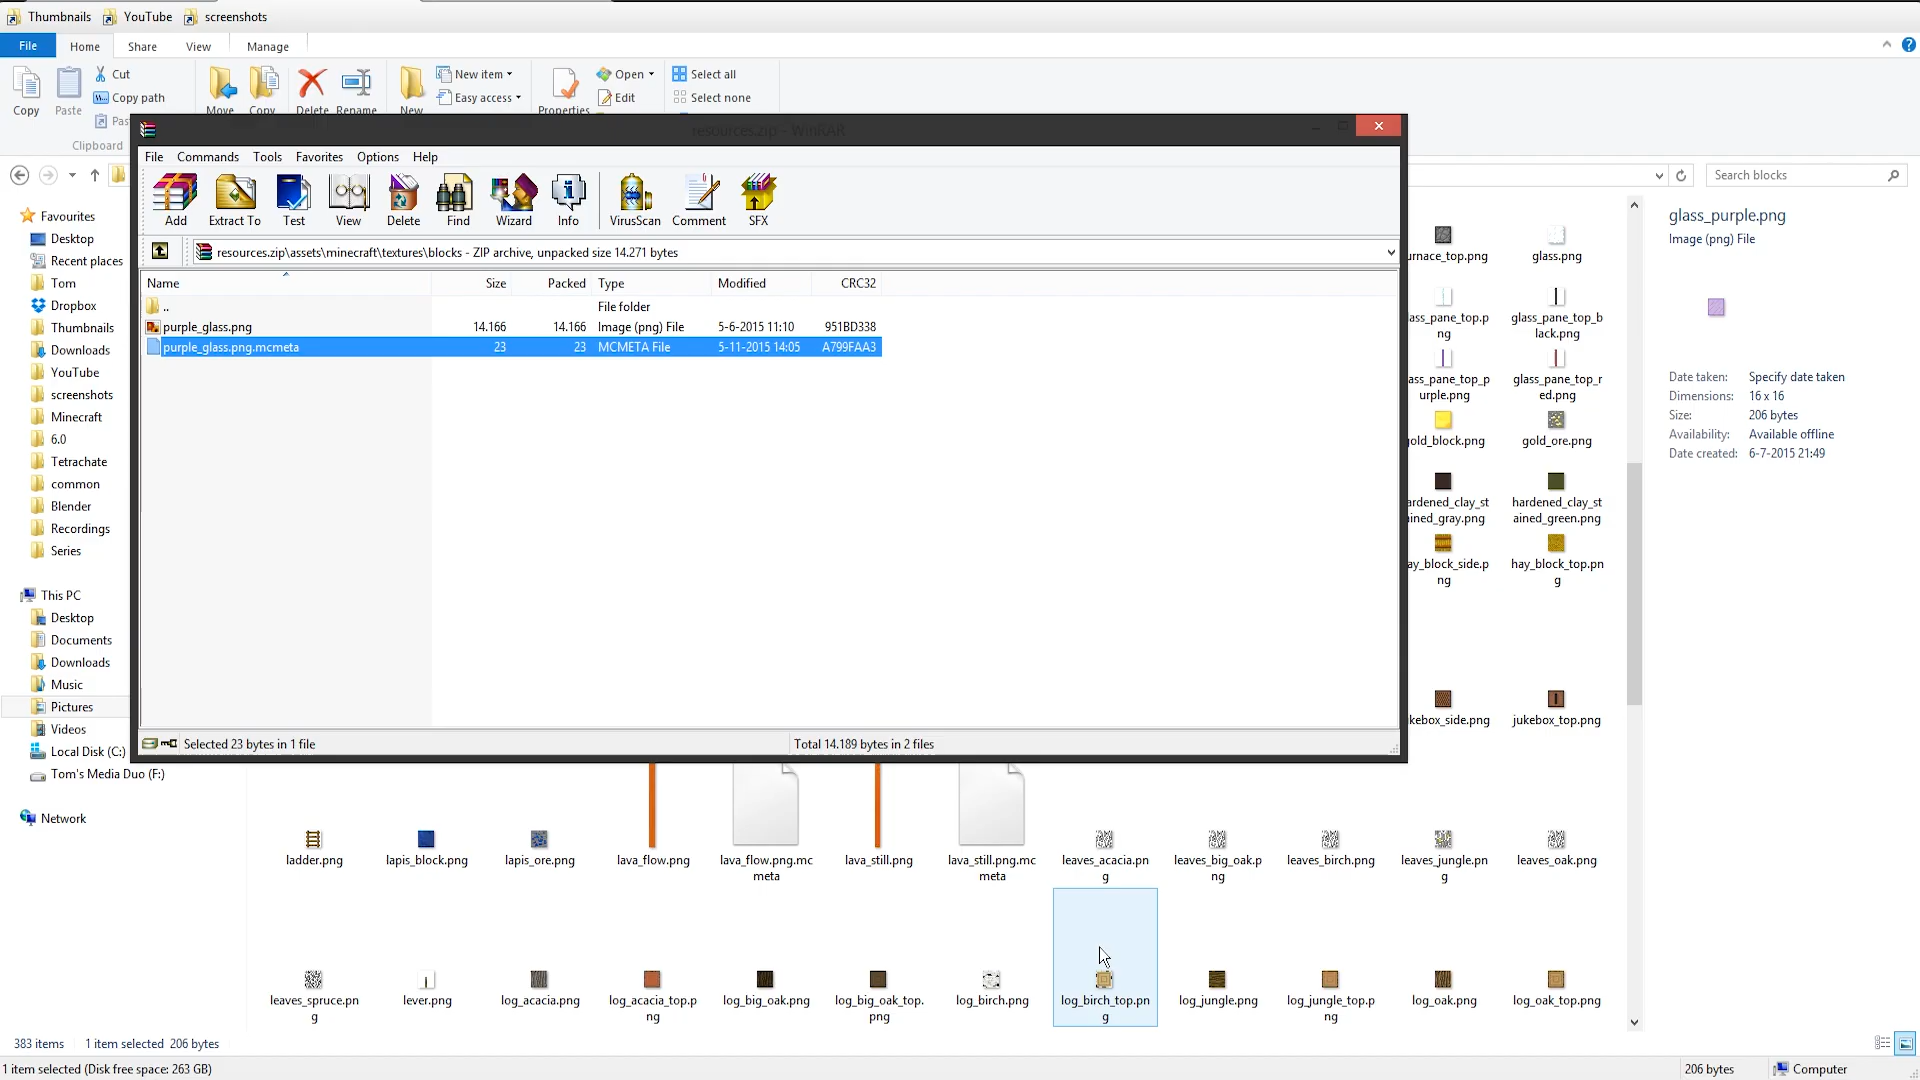 Thumbnails YouTube screenshots
File Home Share View Manage
Copy Paste Cut Copy path Move Copy Delete Rename New New item Easy access Properties Open Edit Select all Select none
Clipboard
resources.zip - WinRAR
File Commands Tools Favorites Options Help
Add Extract To Test View Delete Find Wizard Info VirusScan Comment SFX
resources.zip\assets\minecraft\textures\blocks - ZIP archive, unpacked size 14.271 bytes
Name Size Packed Type Modified CRC32
.. File folder
purple_glass.png 14.166 14.166 Image (png) File 5-6-2015 11:10 951BD338
purple_glass.png.mcmeta 23 23 MCMETA File 5-11-2015 14:05 A799FAA3
Selected 23 bytes in 1 file Total 14.189 bytes in 2 files
Search blocks
Favourites
Desktop
Recent places
Tom
Dropbox
Thumbnails
Downloads
YouTube
screenshots
Minecraft
6.0
Tetrachate
common
Blender
Recordings
Series
This PC
Desktop
Documents
Downloads
Music
Pictures
Videos
Local Disk (C:)
Tom's Media Duo (F:)
Network
urnace_top.png glass.png
ass_pane_top.p glass_pane_top_b
ng lack.png
ass_pane_top_p glass_pane_top_r
urple.png ed.png
old_block.png gold_ore.png
ardened_clay_st hardened_clay_st
ined_gray.png ained_green.png
ay_block_side.p hay_block_top.pn
ng g
kebox_side.png jukebox_top.png
ladder.png lapis_block.png lapis_ore.png lava_flow.png lava_flow.png.mc lava_still.png lava_still.png.mc leaves_acacia.pn leaves_big_oak.p leaves_birch.png leaves_jungle.pn leaves_oak.png
meta meta g ng g
leaves_spruce.pn lever.png log_acacia.png log_acacia_top.p log_big_oak.png log_big_oak_top. log_birch.png log_birch_top.pn log_jungle.png log_jungle_top.p log_oak.png log_oak_top.png
g ng png g ng
glass_purple.png
Image (png) File
Date taken: Specify date taken
Dimensions: 16 x 16
Size: 206 bytes
Availability: Available offline
Date created: 6-7-2015 21:49
383 items 1 item selected 206 bytes
1 item selected (Disk free space: 263 GB) 206 bytes Computer